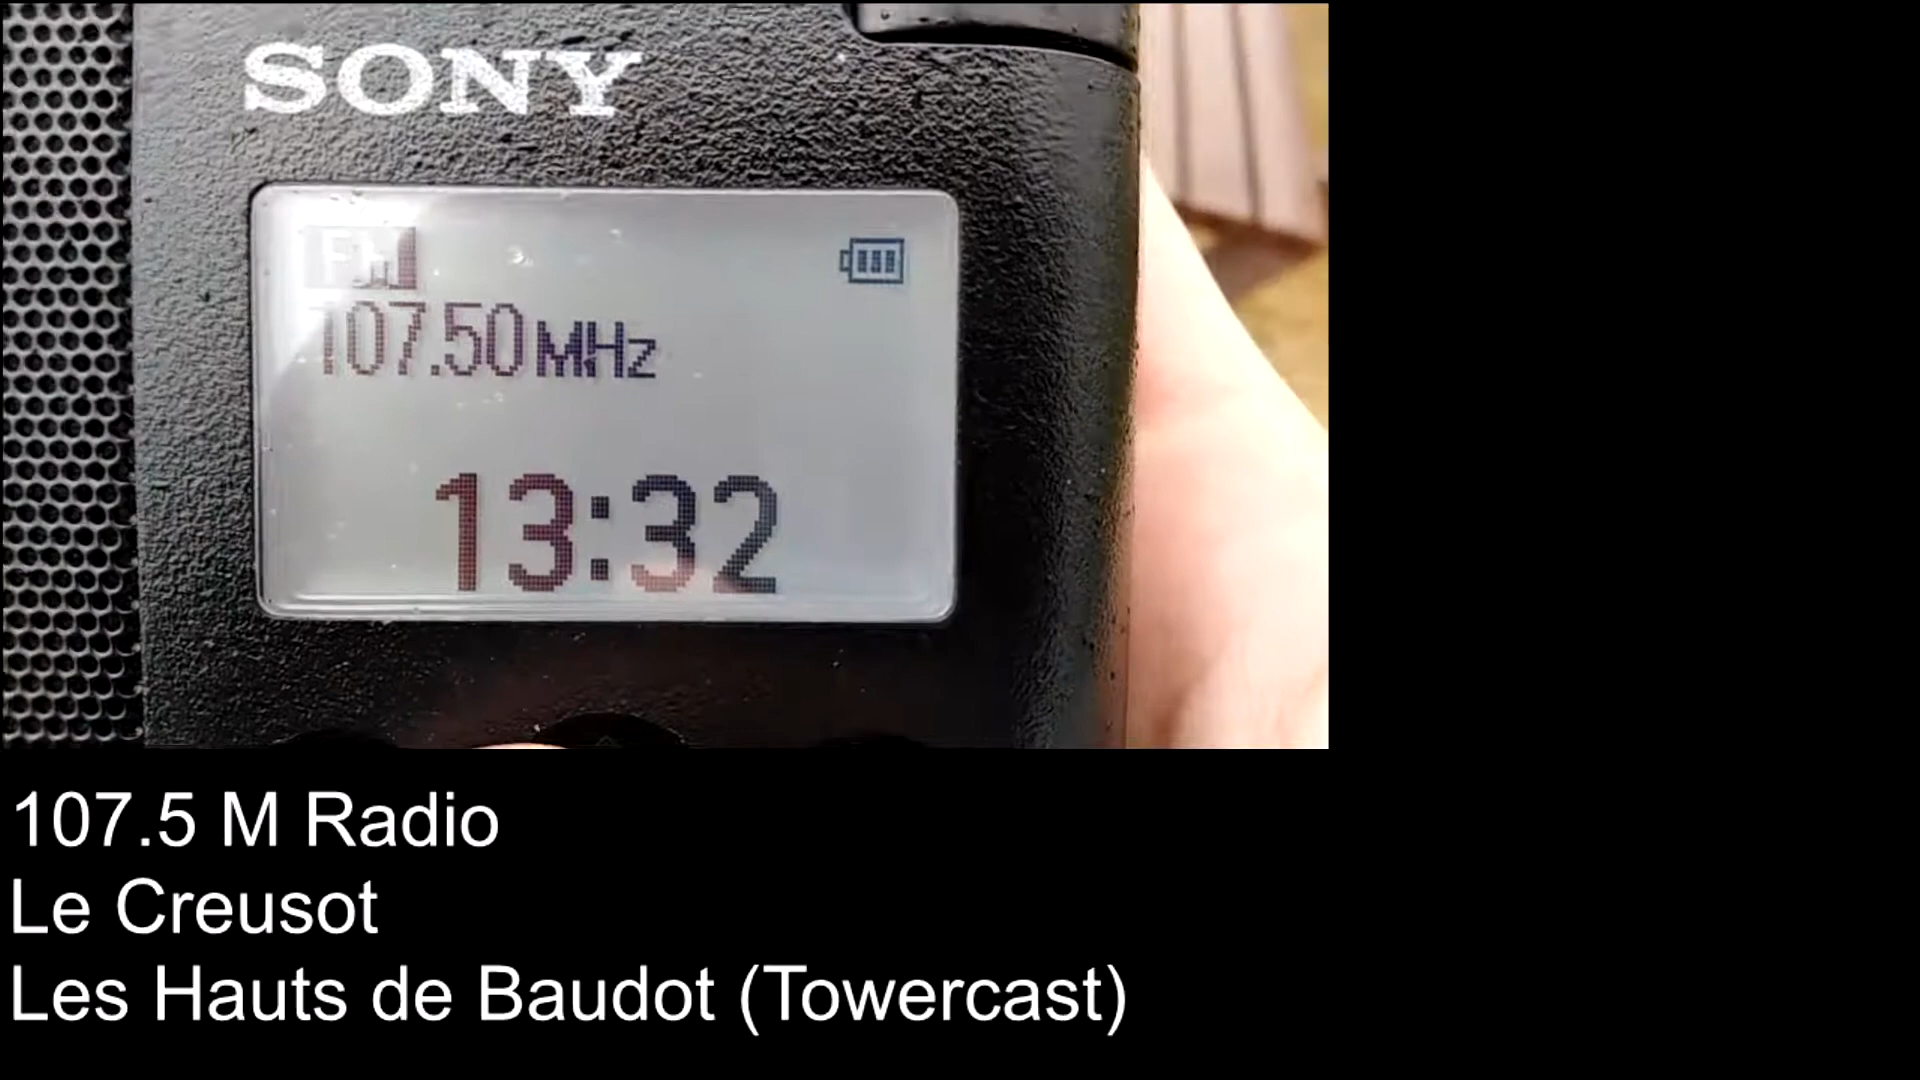 SONY
FM
107.50 MHz
13:32
107.5 M Radio
Le Creusot
Les Hauts de Baudot (Towercast)